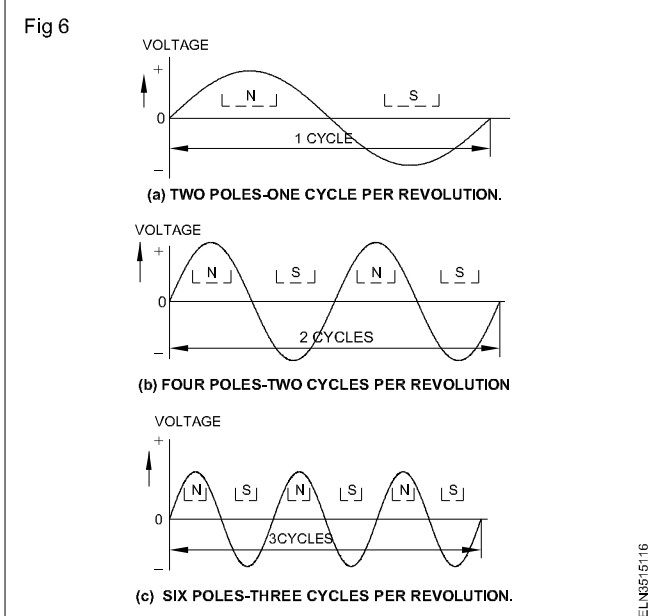 Fig 6
VOLTAGE
+
N
S
0
1 CYCLE
–
(a) TWO POLES-ONE CYCLE PER REVOLUTION.
VOLTAGE
+
N S N S
0
2 CYCLES
–
(b) FOUR POLES-TWO CYCLES PER REVOLUTION
VOLTAGE
+
N S N S N S
0
3CYCLES
–
(c) SIX POLES-THREE CYCLES PER REVOLUTION.
ELN3515116